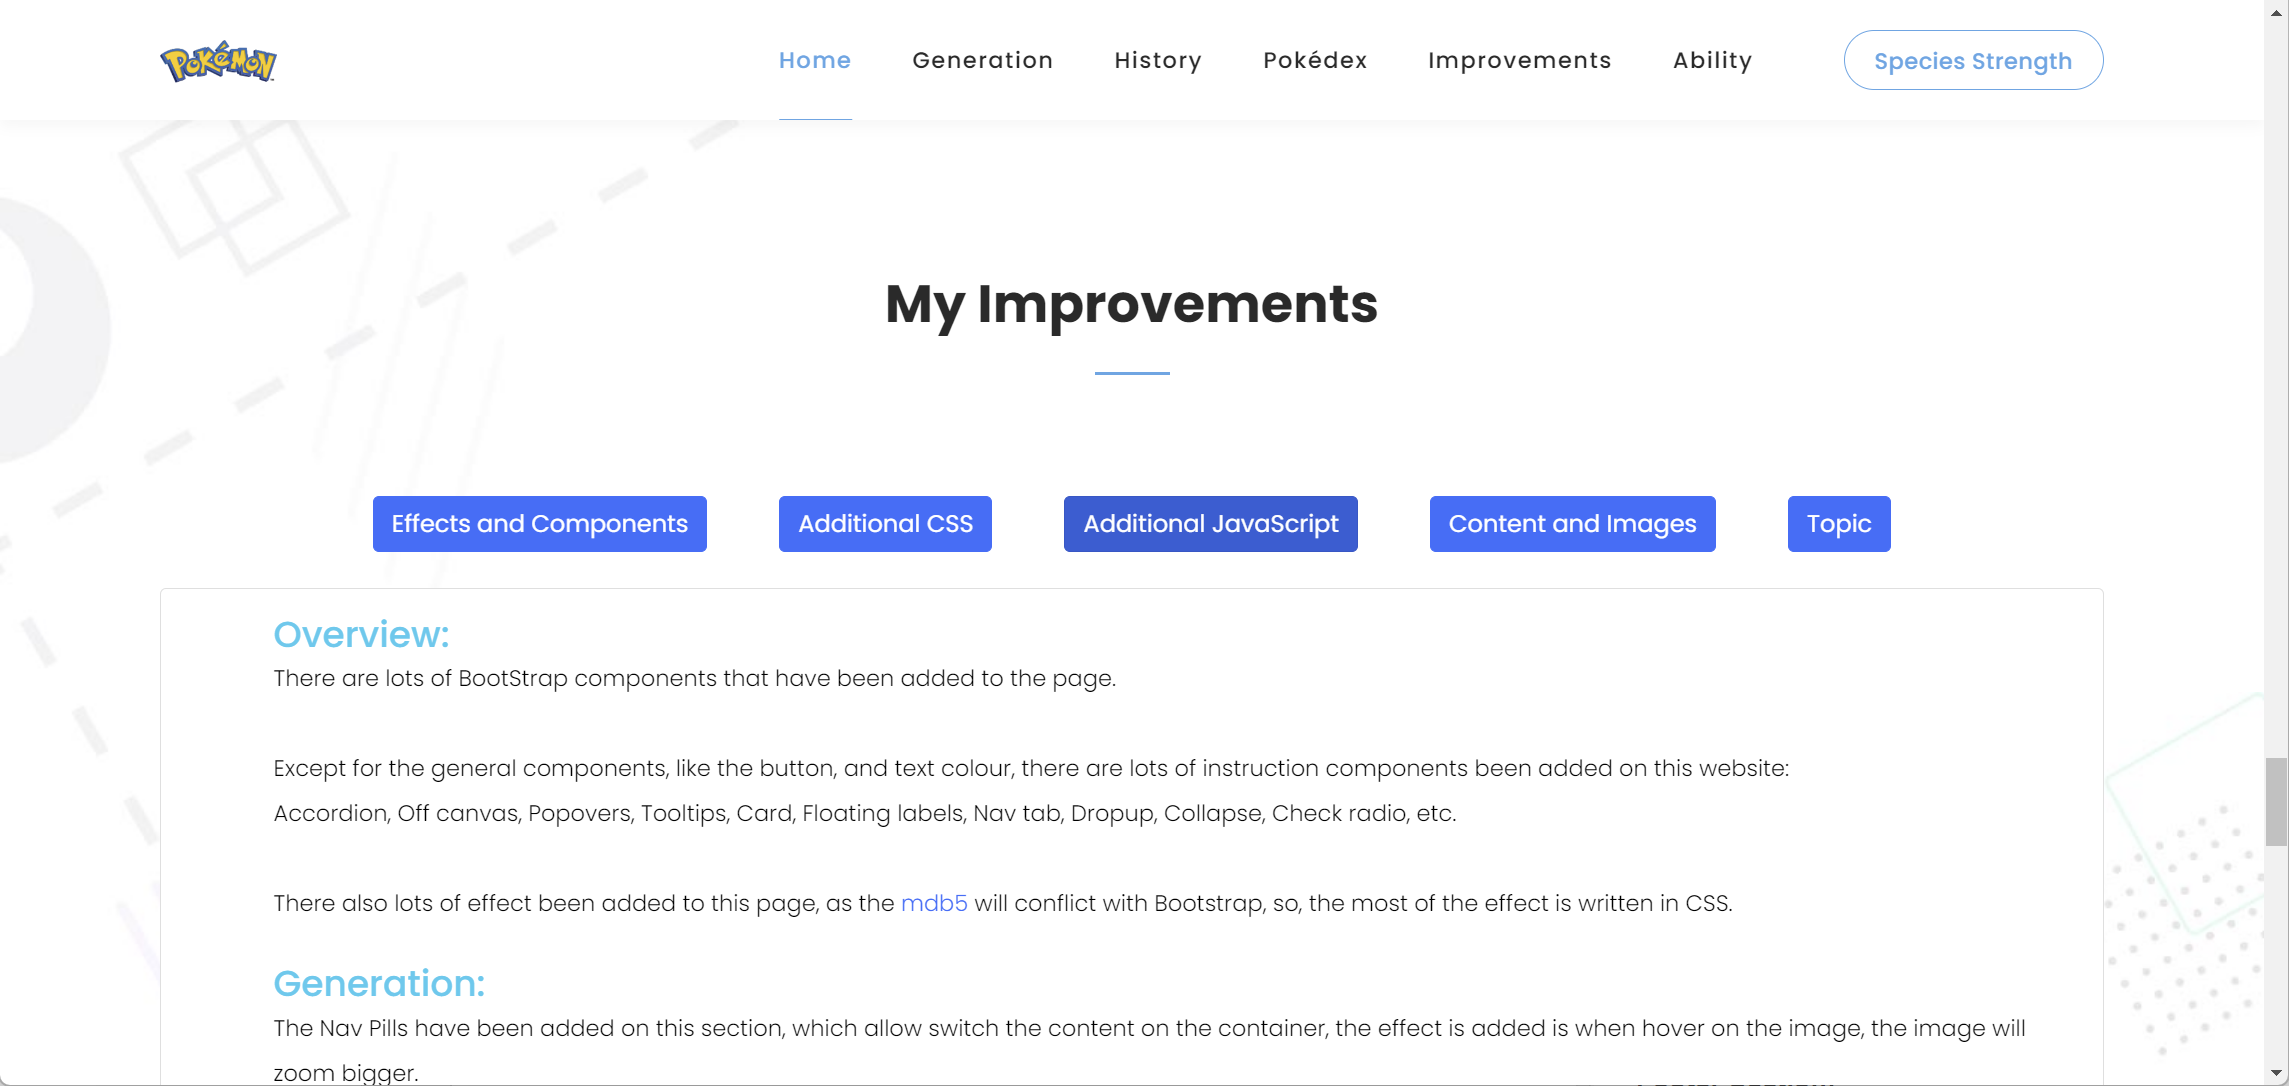 POKéMON
Home Generation History Pokédex Improvements Ability Species Strength
My Improvements
Effects and Components Additional CSS Additional JavaScript Content and Images Topic
Overview:
There are lots of BootStrap components that have been added to the page.
Except for the general components, like the button, and text colour, there are lots of instruction components been added on this website:
Accordion, Off canvas, Popovers, Tooltips, Card, Floating labels, Nav tab, Dropup, Collapse, Check radio, etc.
There also lots of effect been added to this page, as the mdb5 will conflict with Bootstrap, so, the most of the effect is written in CSS.
Generation:
The Nav Pills have been added on this section, which allow switch the content on the container, the effect is added is when hover on the image, the image will
zoom bigger.